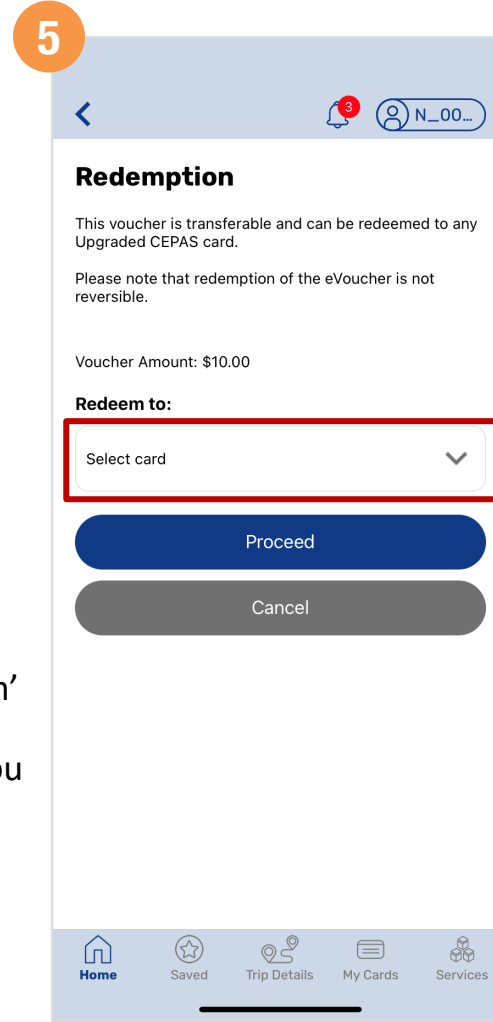 5
3
N_00...
Redemption
This voucher is transferable and can be redeemed to any
Upgraded CEPAS card.
Please note that redemption of the eVoucher is not
reversible.
Voucher Amount: $10.00
Redeem to:
Select card
Proceed
Cancel
Home
Saved
Trip Details
My Cards
Services